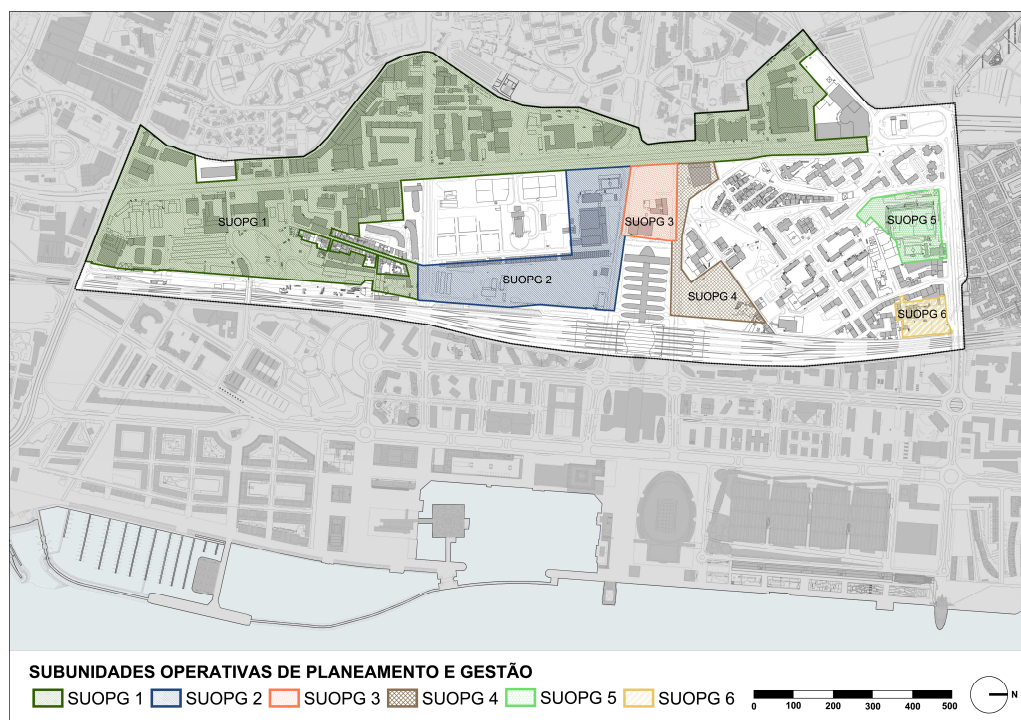 SUOPG 1
SUOPG 2
SUOPG 3
SUOPG 4
SUOPG 5
SUOPG 6
SUBUNIDADES OPERATIVAS DE PLANEAMENTO E GESTÃO
SUOPG 1 SUOPG 2 SUOPG 3 SUOPG 4 SUOPG 5 SUOPG 6
0 100 200 300 400 500
N